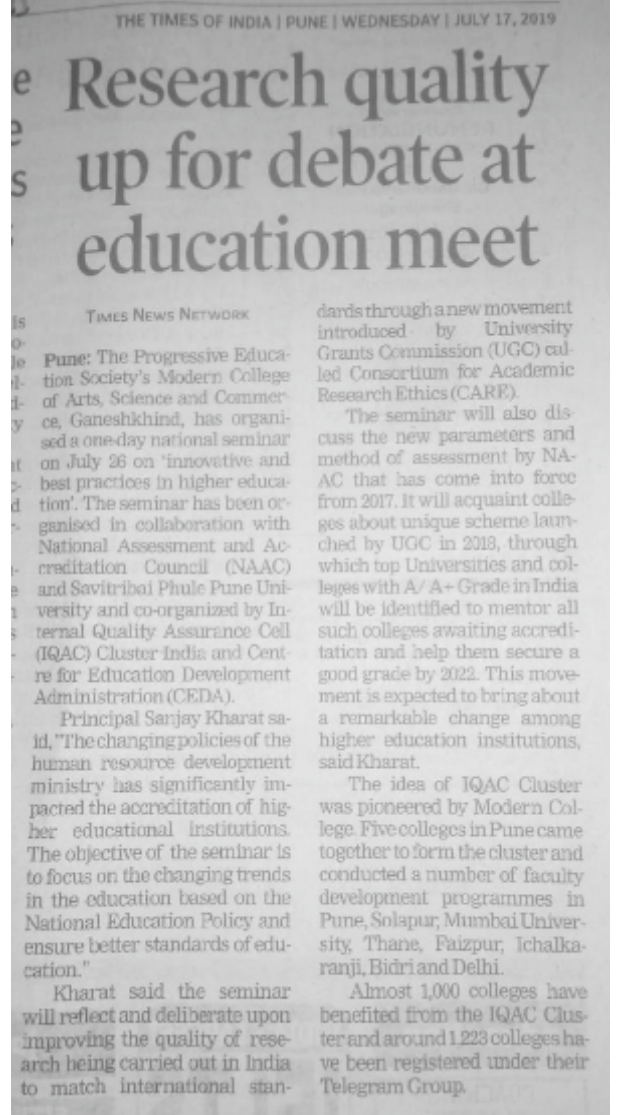 THE TIMES OF INDIA | PUNE | WEDNESDAY | JULY 17, 2019
Research quality
up for debate at
education meet
TIMES NEWS NETWORK
Pune: The Progressive Educa-
tion Society's Modern College
of Arts, Science and Commer-
ce, Ganeshkhind, has organi-
sed a one-day national seminar
on July 26 on 'innovative and
best practices in higher educa-
tion'. The seminar has been or-
ganised in collaboration with
National Assessment and Ac-
creditation Council (NAAC)
and Savitribai Phule Pune Uni-
versity and co-organized by In-
ternal Quality Assurance Cell
(IQAC) Cluster India and Cent-
re for Education Development
Administration (CEDA).
Principal Sanjay Kharat sa-
id, "The changing policies of the
human resource development
ministry has significantly im-
pacted the accreditation of hig-
her educational institutions.
The objective of the seminar is
to focus on the changing trends
in the education based on the
National Education Policy and
ensure better standards of edu-
cation."
Kharat said the seminar
will reflect and deliberate upon
improving the quality of rese-
arch being carried out in India
to match international stan-
dards through a new movement
introduced by University
Grants Commission (UGC) cal-
led Consortium for Academic
Research Ethics (CARE).
The seminar will also dis-
cuss the new parameters and
method of assessment by NA-
AC that has come into force
from 2017. It will acquaint colle-
ges about unique scheme laun-
ched by UGC in 2018, through
which top Universities and col-
leges with A/ A+ Grade in India
will be identified to mentor all
such colleges awaiting accredi-
tation and help them secure a
good grade by 2022. This move-
ment is expected to bring about
a remarkable change among
higher education institutions,
said Kharat.
The idea of IQAC Cluster
was pioneered by Modern Col-
lege. Five colleges in Pune came
together to form the cluster and
conducted a number of faculty
development programmes in
Pune, Solapur, Mumbai Univer-
sity, Thane, Faizpur, Ichalka-
ranji, Bidri and Delhi.
Almost 1,000 colleges have
benefited from the IQAC Clus-
ter and around 1,223 colleges ha-
ve been registered under their
Telegram Group.